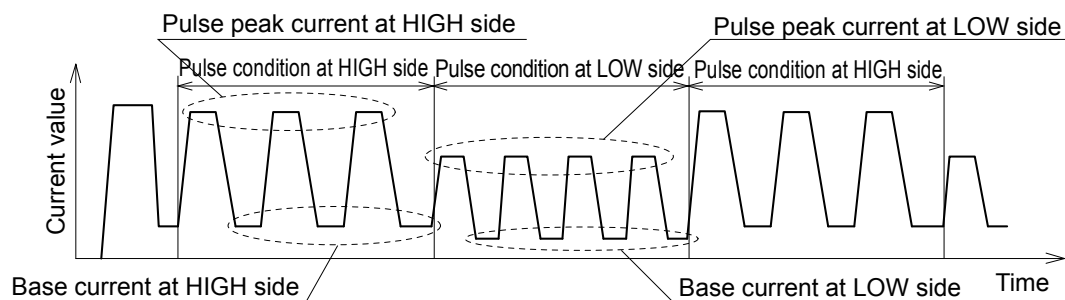 Pulse peak current at HIGH side
Pulse peak current at LOW side
Pulse condition at HIGH side
Pulse condition at LOW side
Pulse condition at HIGH side
Current value
Base current at HIGH side
Base current at LOW side
Time